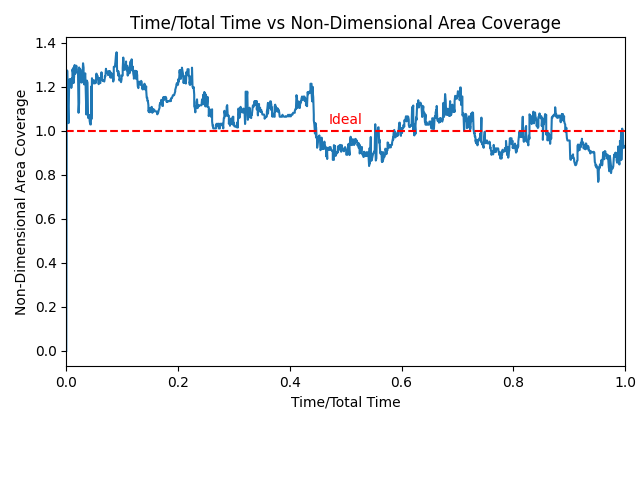 Time/Total Time vs Non-Dimensional Area Coverage
Non-Dimensional Area Coverage
1.4
1.2
1.0
0.8
0.6
0.4
0.2
0.0
Ideal
0.0 0.2 0.4 0.6 0.8 1.0
Time/Total Time